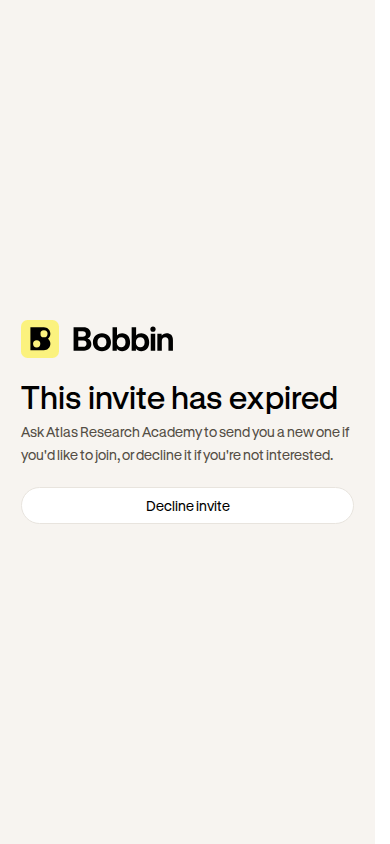 Bobbin
This invite has expired
Ask Atlas Research Academy to send you a new one if
you'd like to join, or decline it if you're not interested.
Decline invite